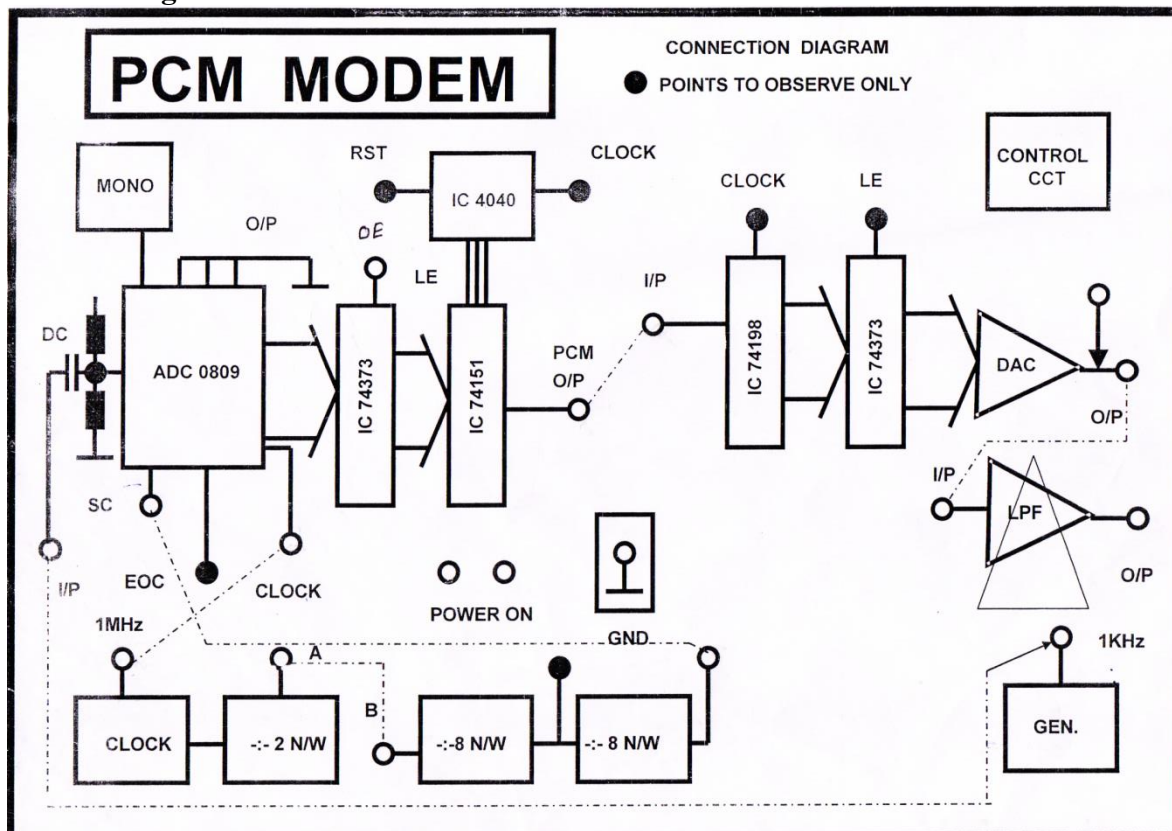 PCM MODEM
CONNECTiON DIAGRAM
POINTS TO OBSERVE ONLY
MONO
RST
IC 4040
CLOCK
CONTROL
CCT
O/P
OE
LE
CLOCK
LE
I/P
DC
ADC 0809
IC 74373
IC 74151
PCM
O/P
IC 74198
IC 74373
DAC
O/P
SC
I/P
LPF
O/P
I/P
EOC
CLOCK
POWER ON
GND
1MHz
A
1KHz
B
CLOCK
-:- 2 N/W
-:-8 N/W
-:- 8 N/W
GEN.